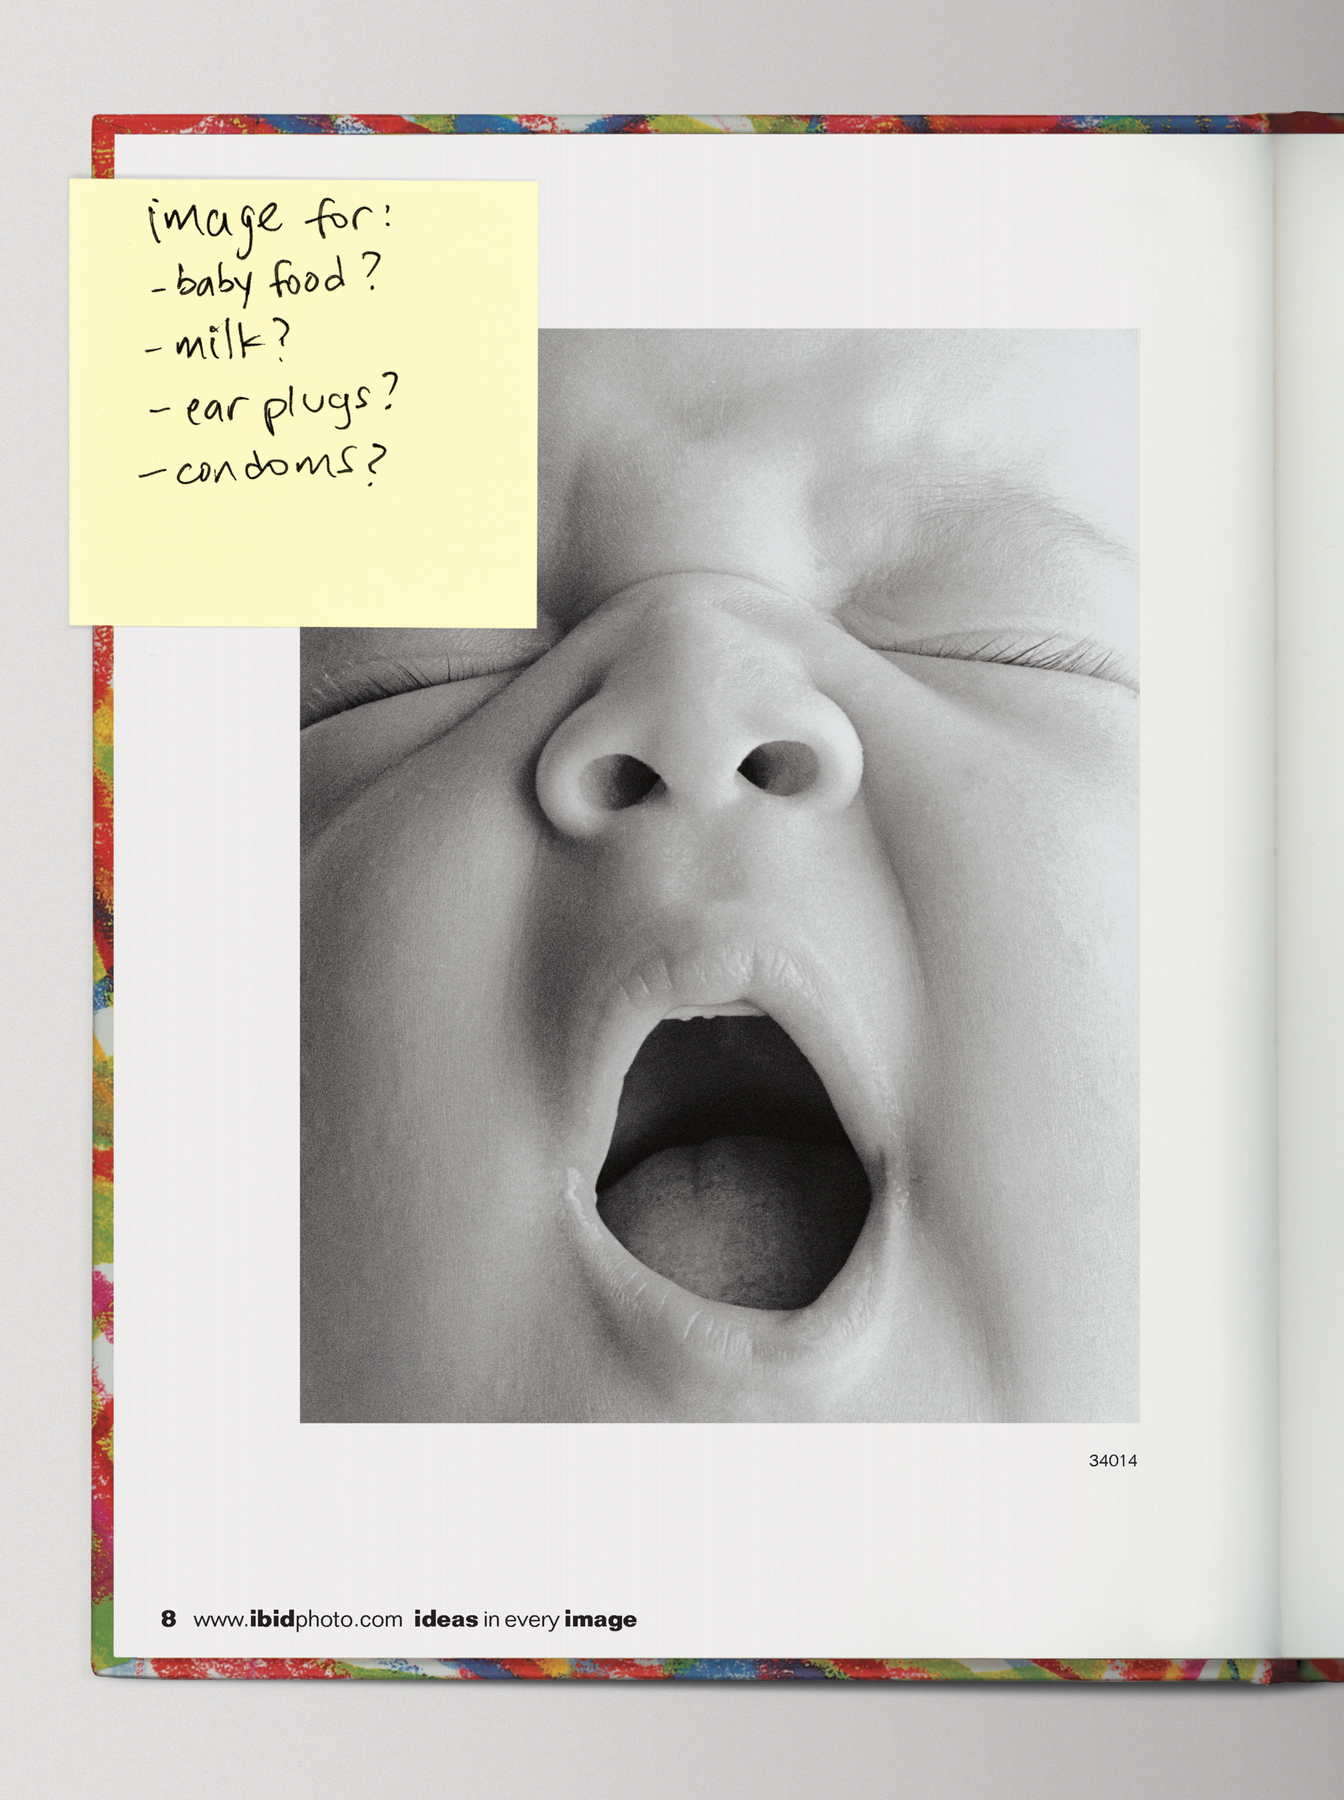 image for:
- baby food?
- milk?
- ear plugs?
- condoms?
34014
8 www.ibidphoto.com ideas in every image